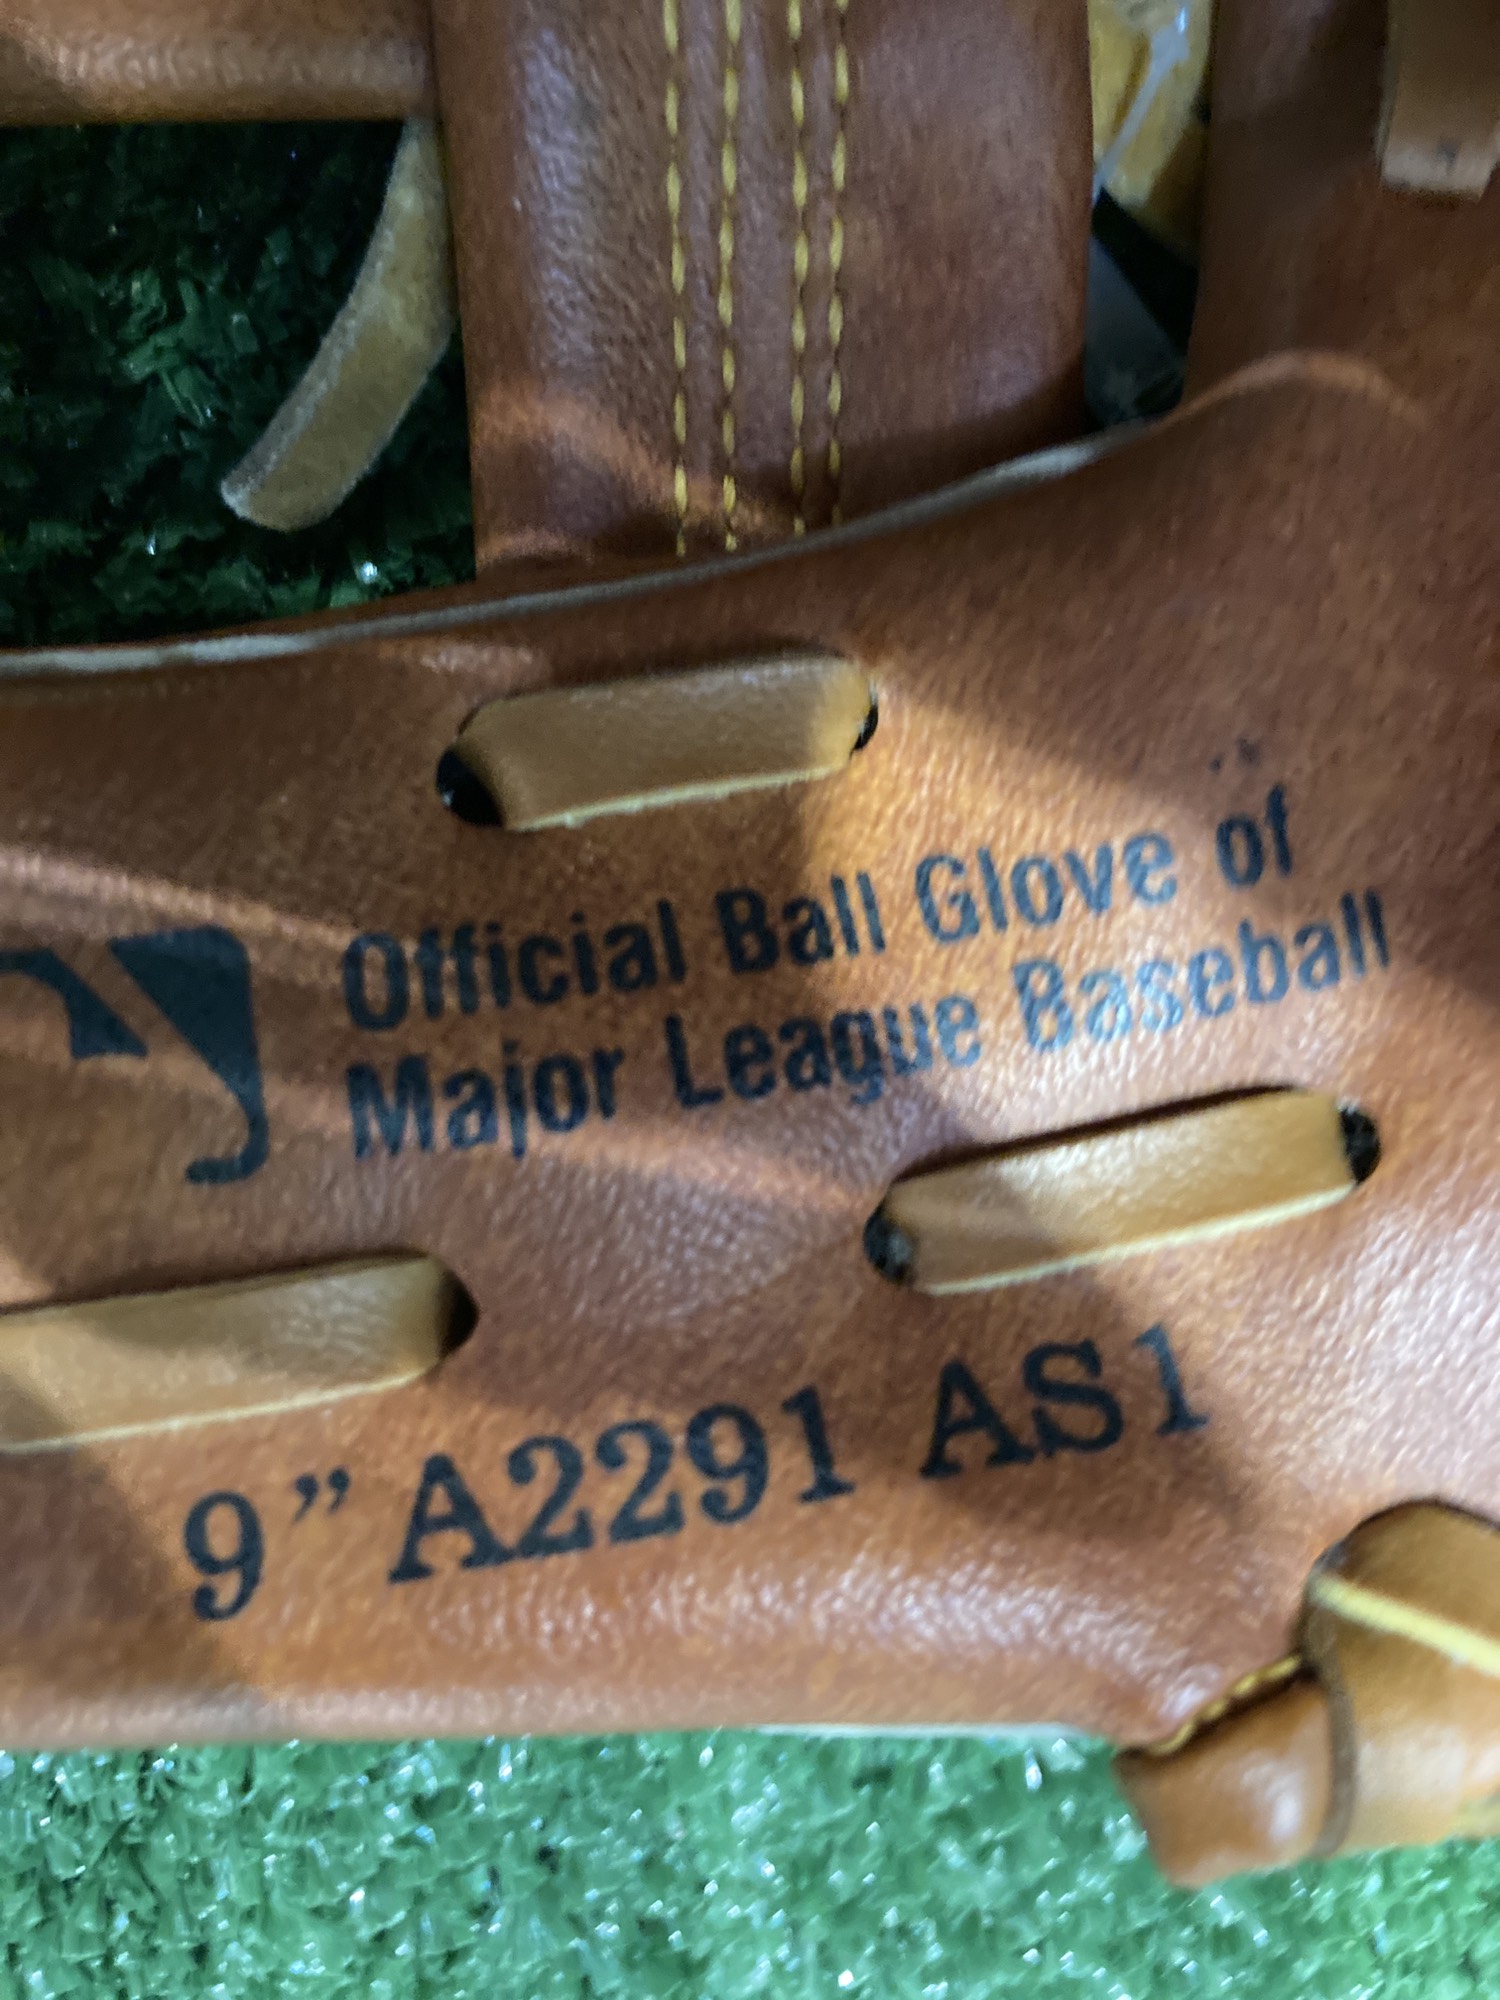 Official Ball Glove of
Major League Baseball
9” A2291 AS1